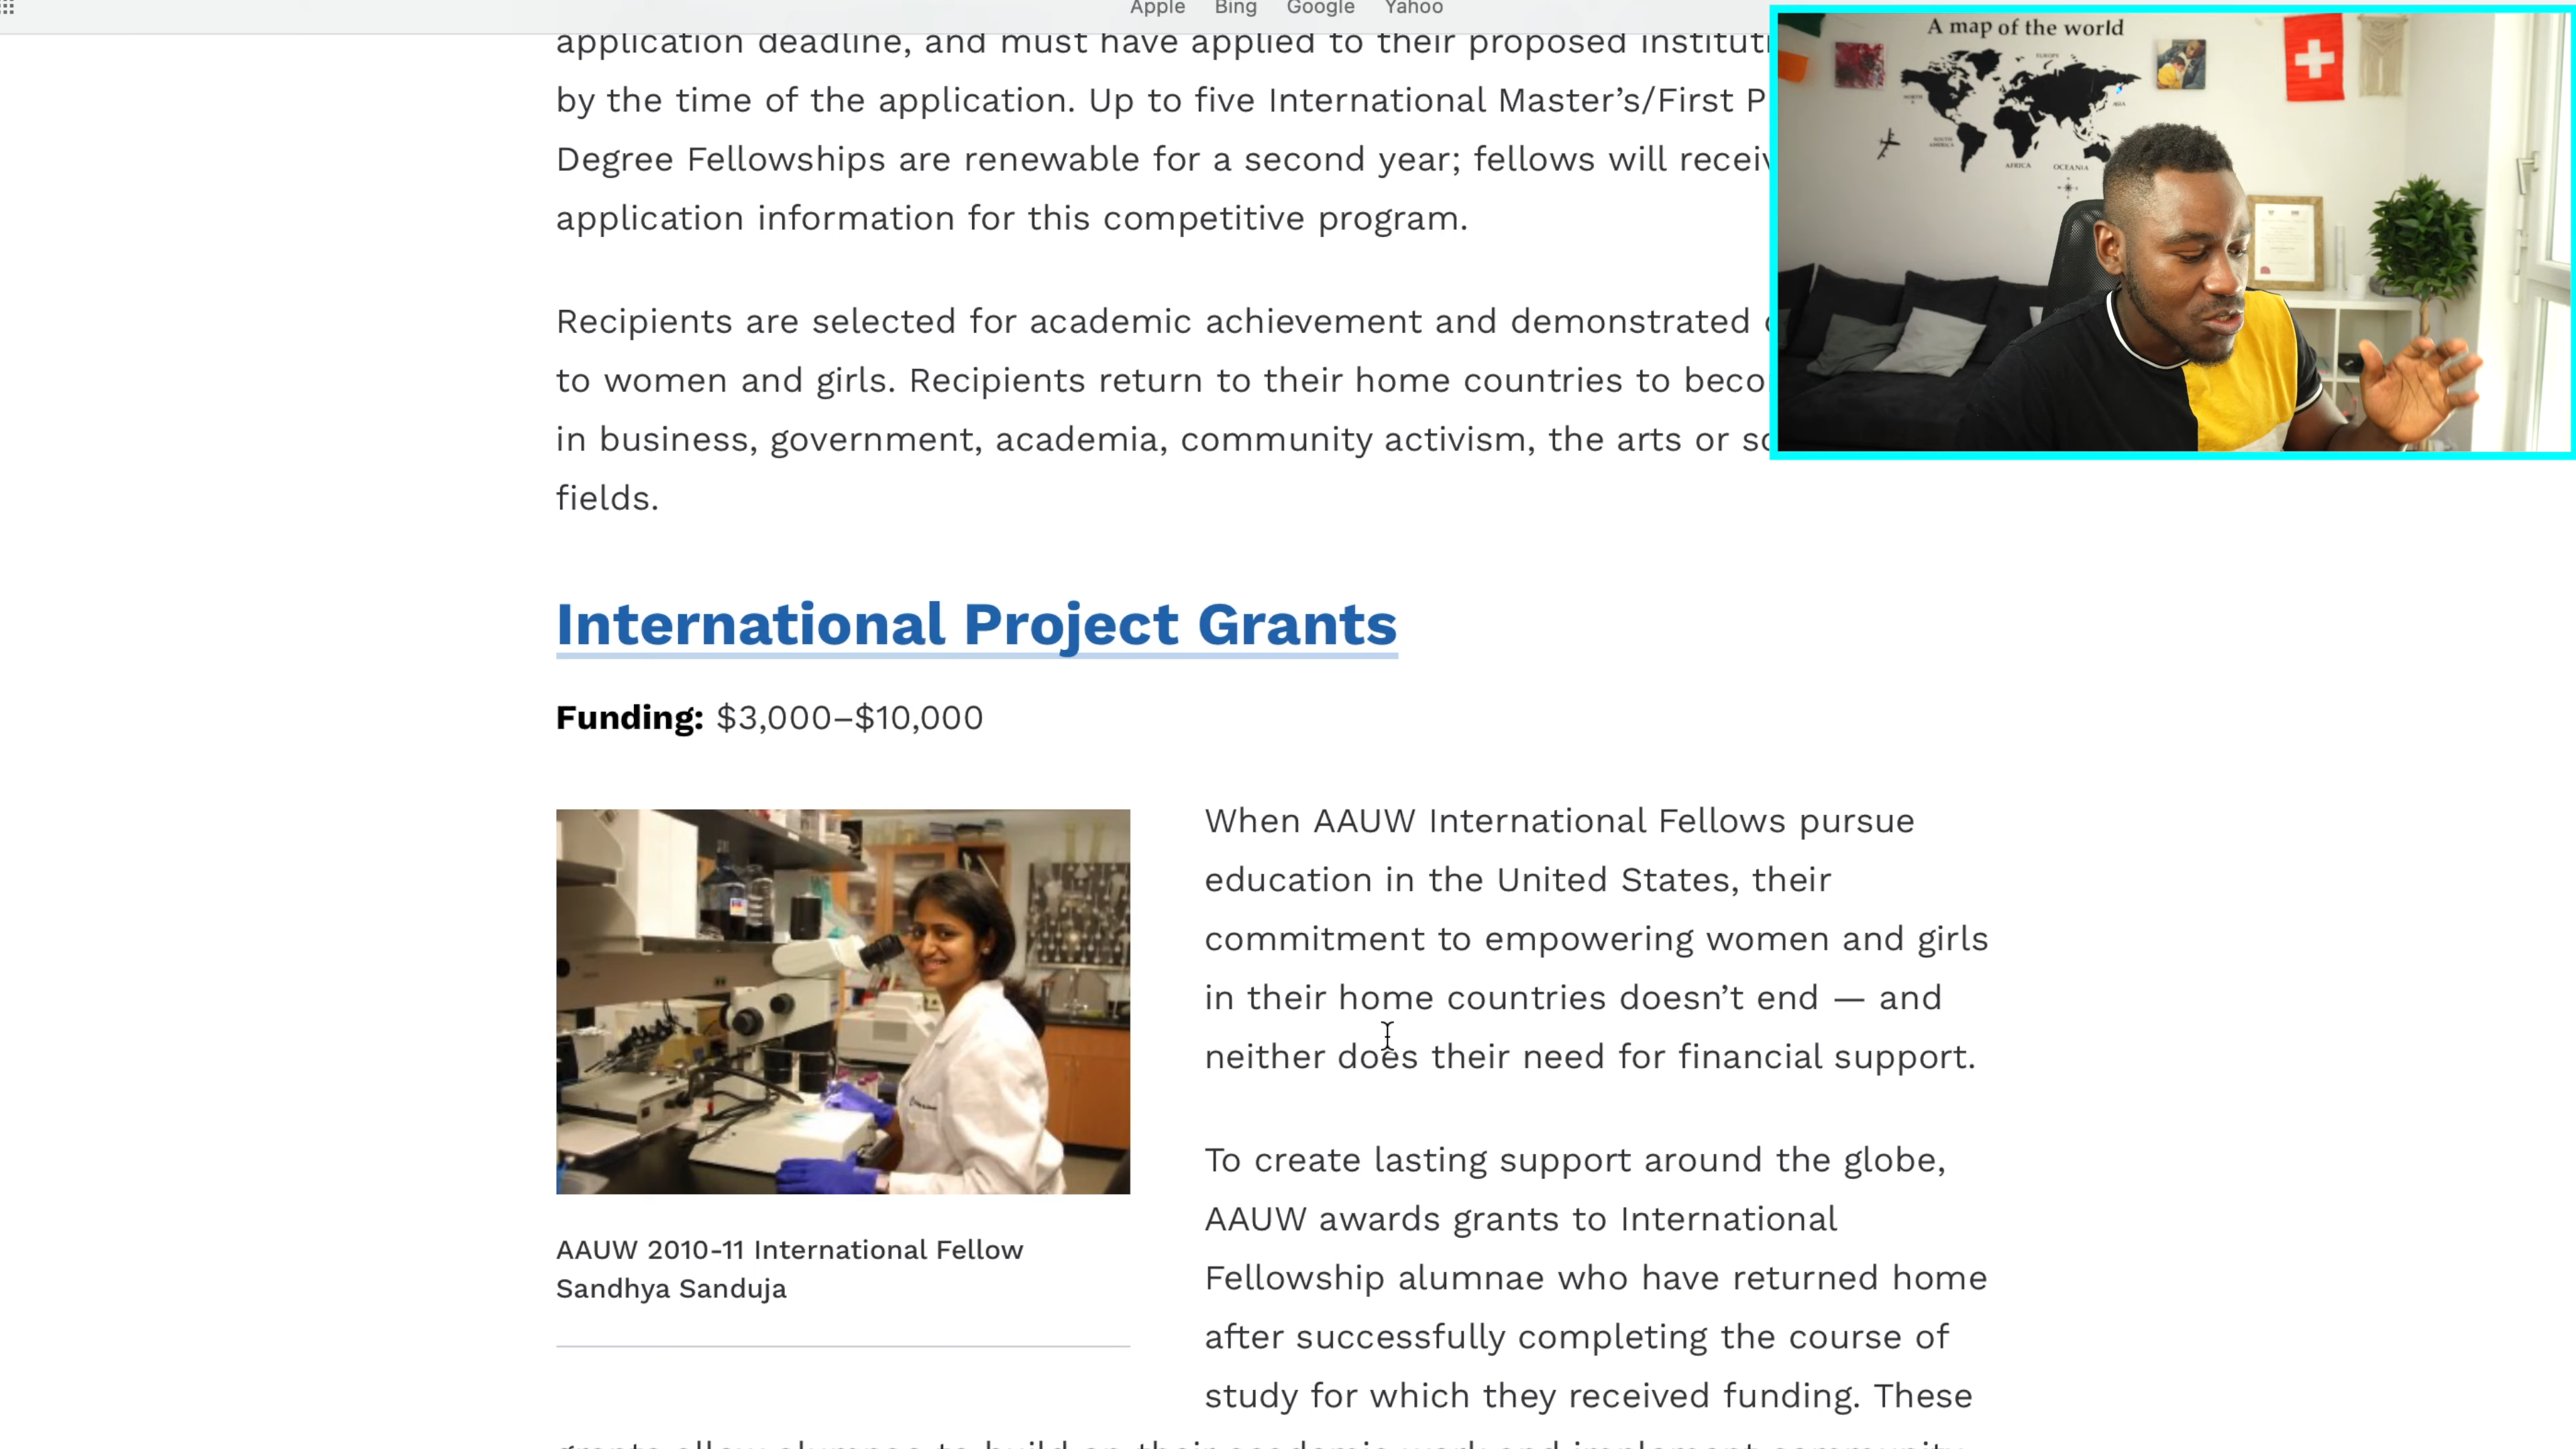 Apple Bing Google Yahoo
application deadline, and must have applied to their proposed
by the time of the application. Up to five International Master's/First
Degree Fellowships are renewable for a second year; fellows will
application information for this competitive program.
Recipients are selected for academic achievement and demonstrated
to women and girls. Recipients return to their home countries to
in business, government, academia, community activism, the arts or
fields.
International Project Grants
Funding: $3,000–$10,000
When AAUW International Fellows pursue
education in the United States, their
commitment to empowering women and girls
in their home countries doesn't end — and
neither does their need for financial support.
To create lasting support around the globe,
AAUW awards grants to International
Fellowship alumnae who have returned home
after successfully completing the course of
study for which they received funding. These
AAUW 2010-11 International Fellow
Sandhya Sanduja
A map of the world
EUROPE
ASIA
AFRICA
OCEANIA
SOUTH
AMERICA